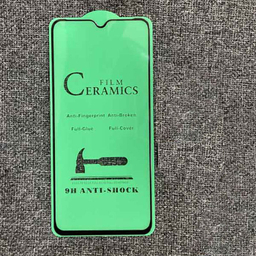 FILM
CERAMICS
Anti-Fingerprint Anti-Broken
Full-Glue Full-Cover
9H ANTI-SHOCK